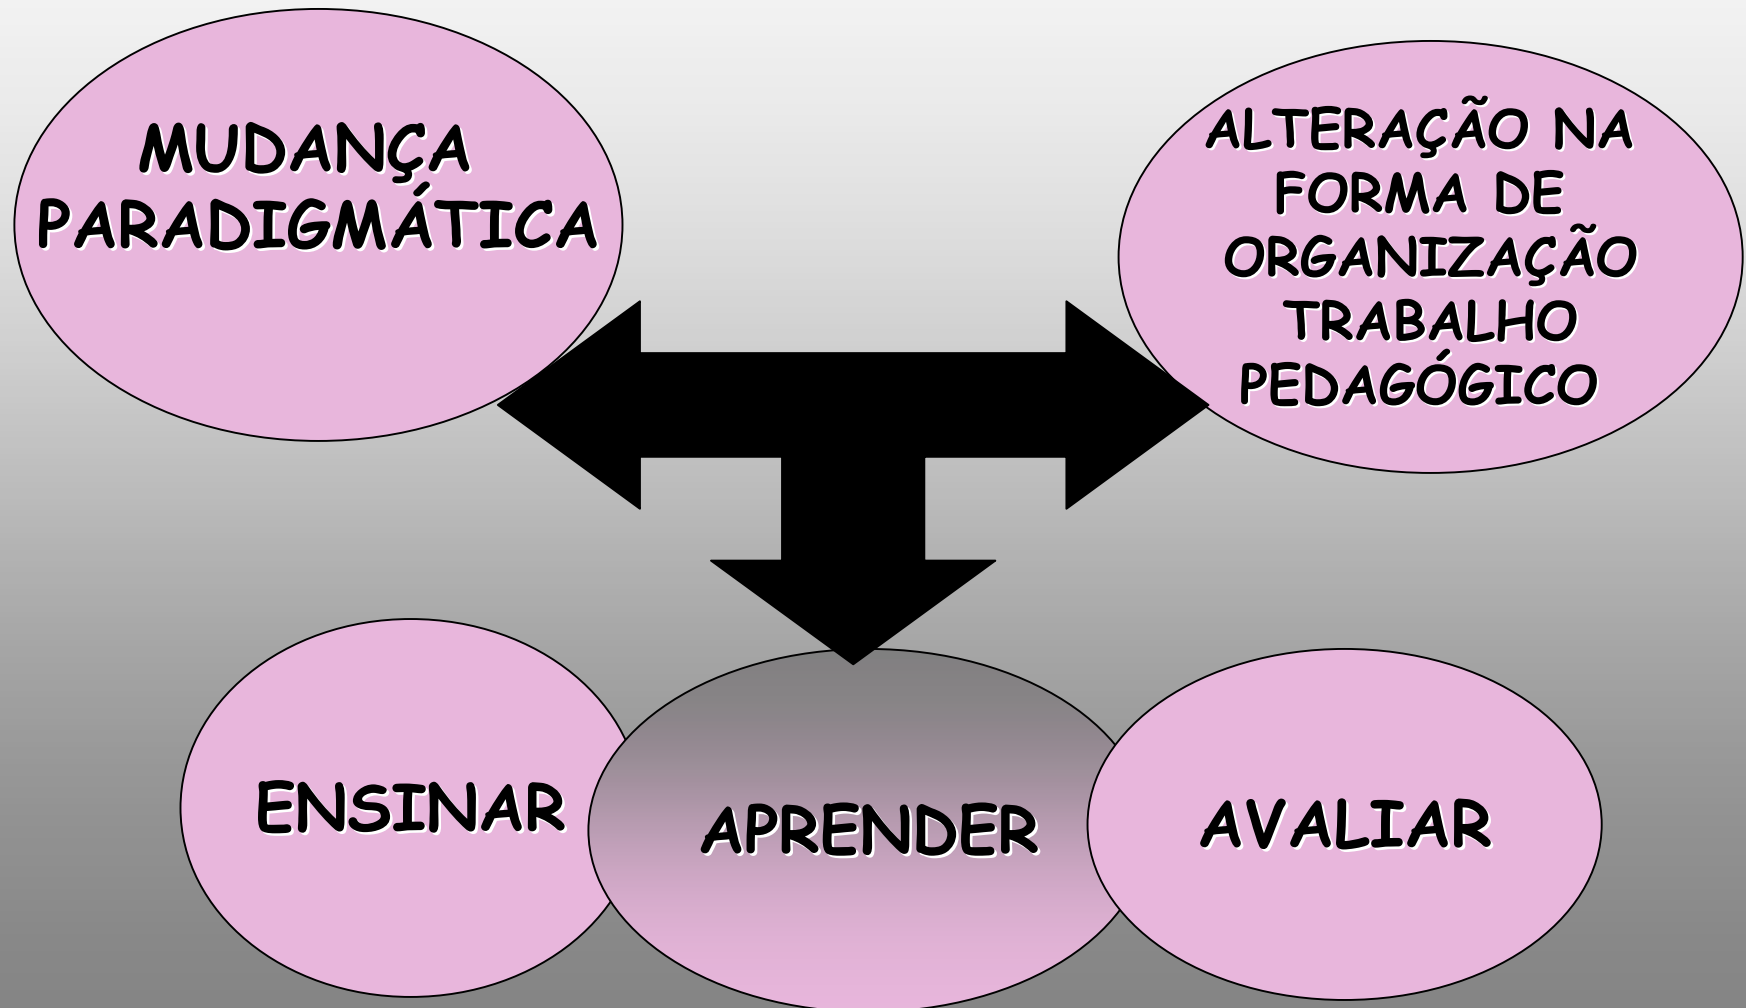 MUDANÇA
PARADIGMÁTICA
ALTERAÇÃO NA
FORMA DE
ORGANIZAÇÃO
TRABALHO
PEDAGÓGICO
ENSINAR
APRENDER
AVALIAR